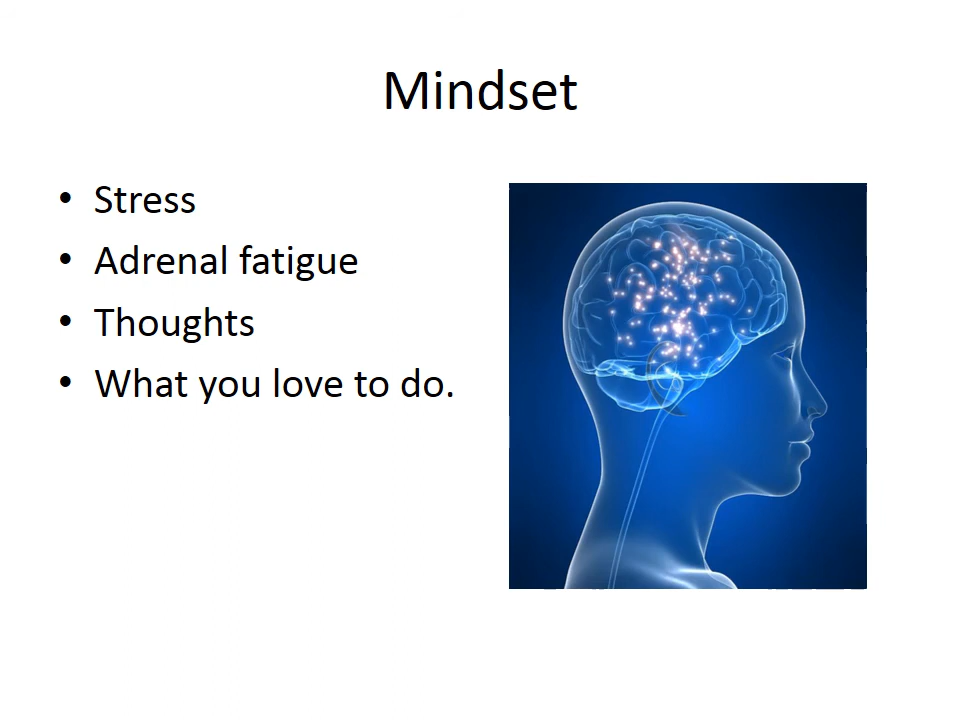 Mindset
• Stress
• Adrenal fatigue
• Thoughts
• What you love to do.